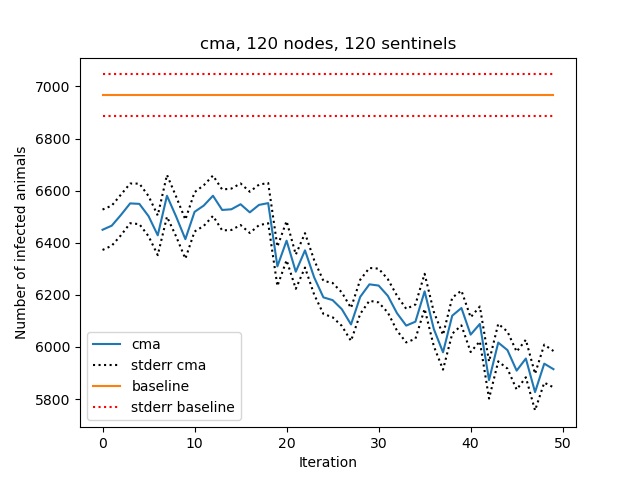 cma, 120 nodes, 120 sentinels
Number of infected animals
7000
6800
6600
6400
6200
6000
5800
cma
stderr cma
baseline
stderr baseline
0 10 20 30 40 50
Iteration